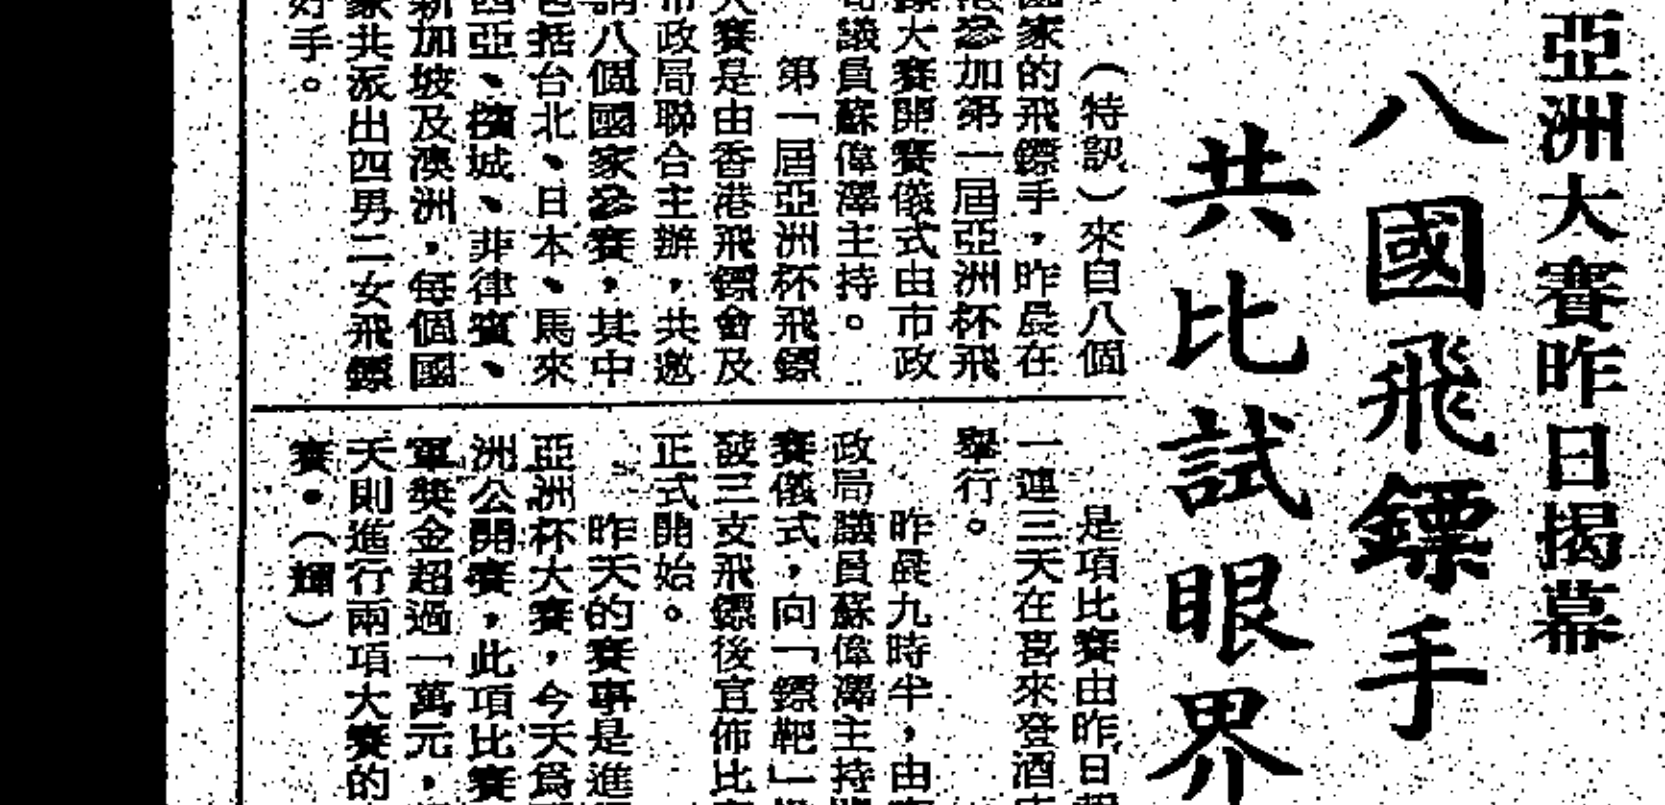 亞洲大賽昨日揭幕
八國飛鏢手
共比試眼界
（特訊）來自八個
國家的飛鏢手，昨晨在
港參加第一屆亞洲杯飛
鏢大賽開賽儀式由市政
局議員蘇偉澤主持。
第一屆亞洲杯飛鏢
大賽是由香港飛鏢會及
市政局聯合主辦，共邀
請八個國家參賽，其中
包括台北、日本、馬來
西亞、檳城、菲律賓、
新加坡及澳洲，每個國
家共派出四男二女飛鏢
好手。
是項比賽由昨日
一連三天在喜來登酒
舉行。
昨晨九時半，由
政局議員蘇偉澤主持
賽儀式，向「鏢靶」
發三支飛鏢後宣佈比
正式開始。
昨天的賽事是進
亞洲杯大賽，今天為
洲公開賽，此項比賽
軍獎金超過一萬元，
天則進行兩項大賽的
賽。（輝）